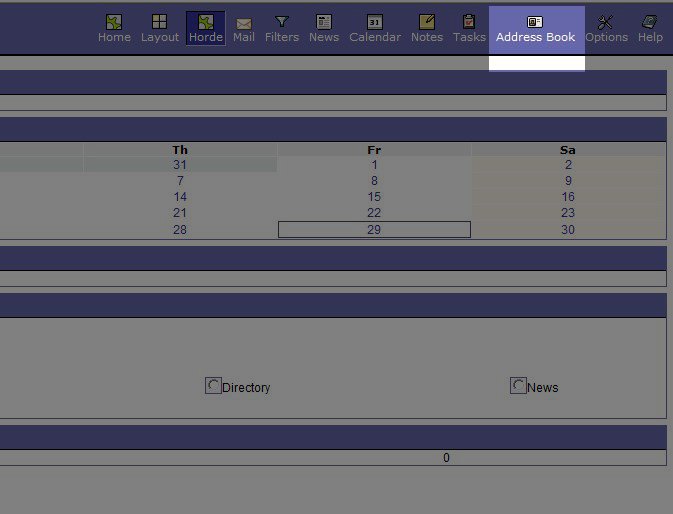 Home Layout Horde Mail Filters News Calendar Notes Tasks Address Book Options Help
Th Fr Sa
31 1 2
7 8 9
14 15 16
21 22 23
28 29 30
Directory News
0